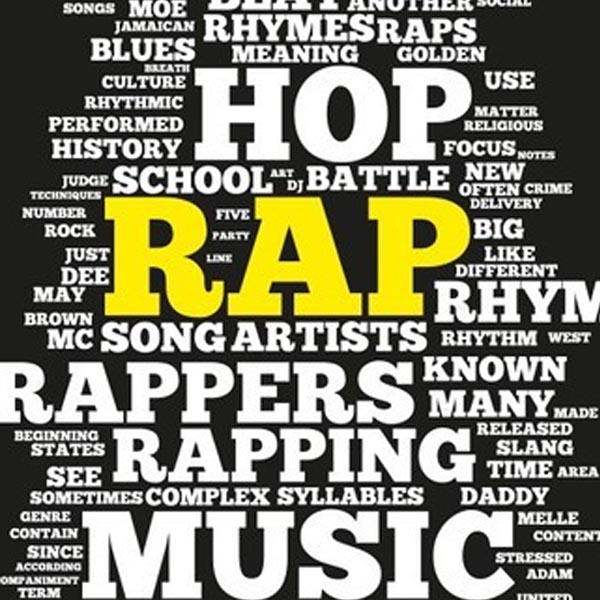 SONGS MOE BEAT ANOTHER SOCIAL
JAMAICAN RHYMES RAPS
BLUES MEANING GOLDEN
BREATH
CULTURE HOP USE
RHYTHMIC MATTER
PERFORMED RELIGIOUS
HISTORY FOCUS NOTES
JUDGE SCHOOL ART DJ BATTLE NEW
TECHNIQUES OFTEN CRIME
NUMBER FIVE DELIVERY
ROCK PARTY RAP BIG
JUST LINE LIKE
DEE DIFFERENT
MAY RHYM
BROWN
MC SONG ARTISTS RHYTHM WEST
RAPPERS KNOWN
MANY MADE
BEGINNING RELEASED
STATES RAPPING SLANG
SEE TIME AREA
SOMETIMES COMPLEX SYLLABLES DADDY
GENRE MUSIC MELLE
CONTAIN CONTENT
SINCE STRESSED
ACCORDING ADAM
OMPANIMENT
TERM UNITED